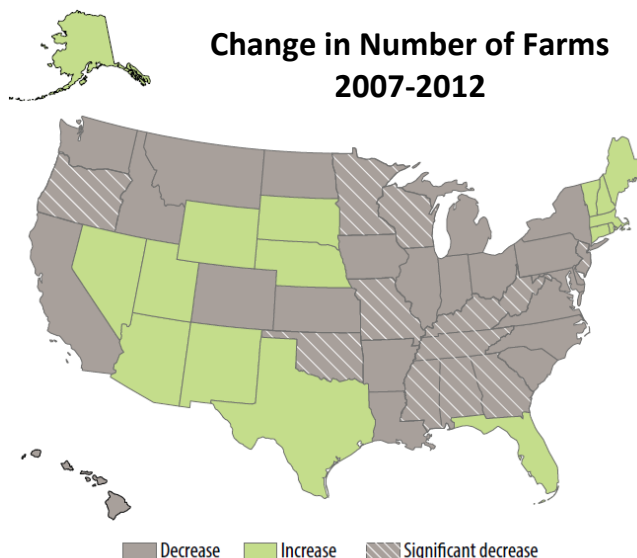 Change in Number of Farms
2007-2012
Decrease Increase Significant decrease